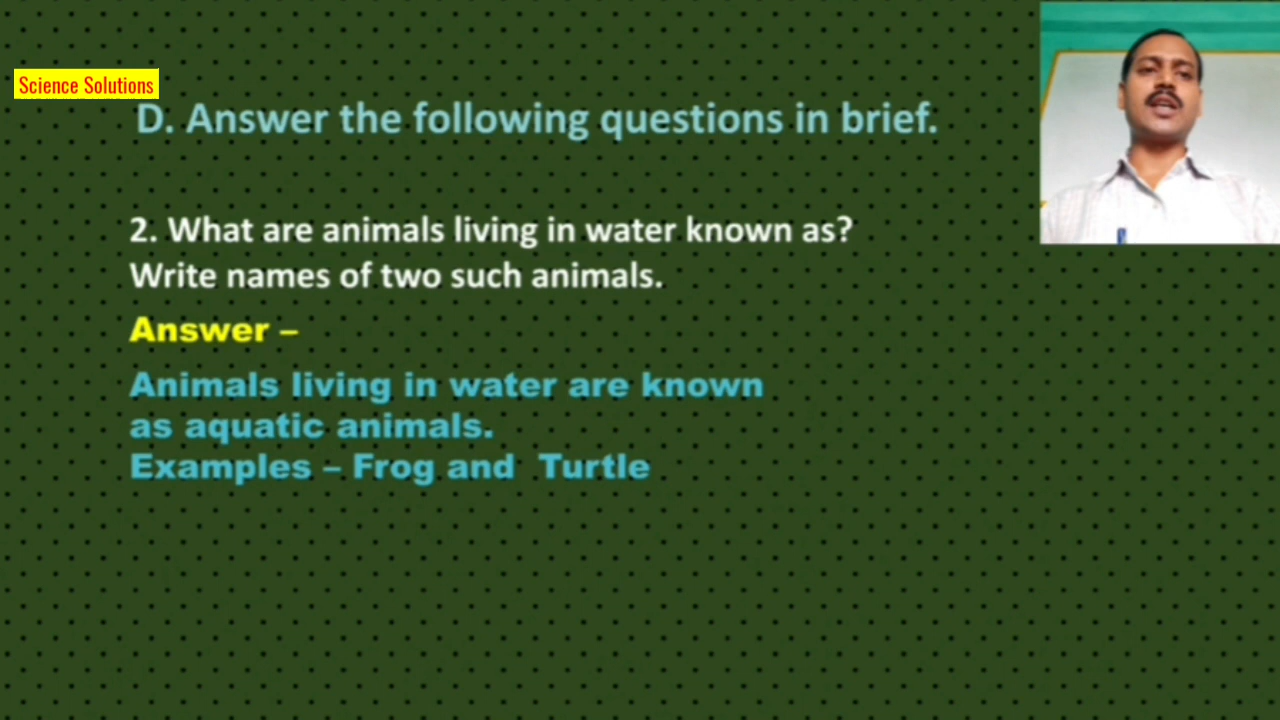 Science Solutions
D. Answer the following questions in brief.
2. What are animals living in water known as?
Write names of two such animals.
Answer –
Animals living in water are known
as aquatic animals.
Examples – Frog and Turtle